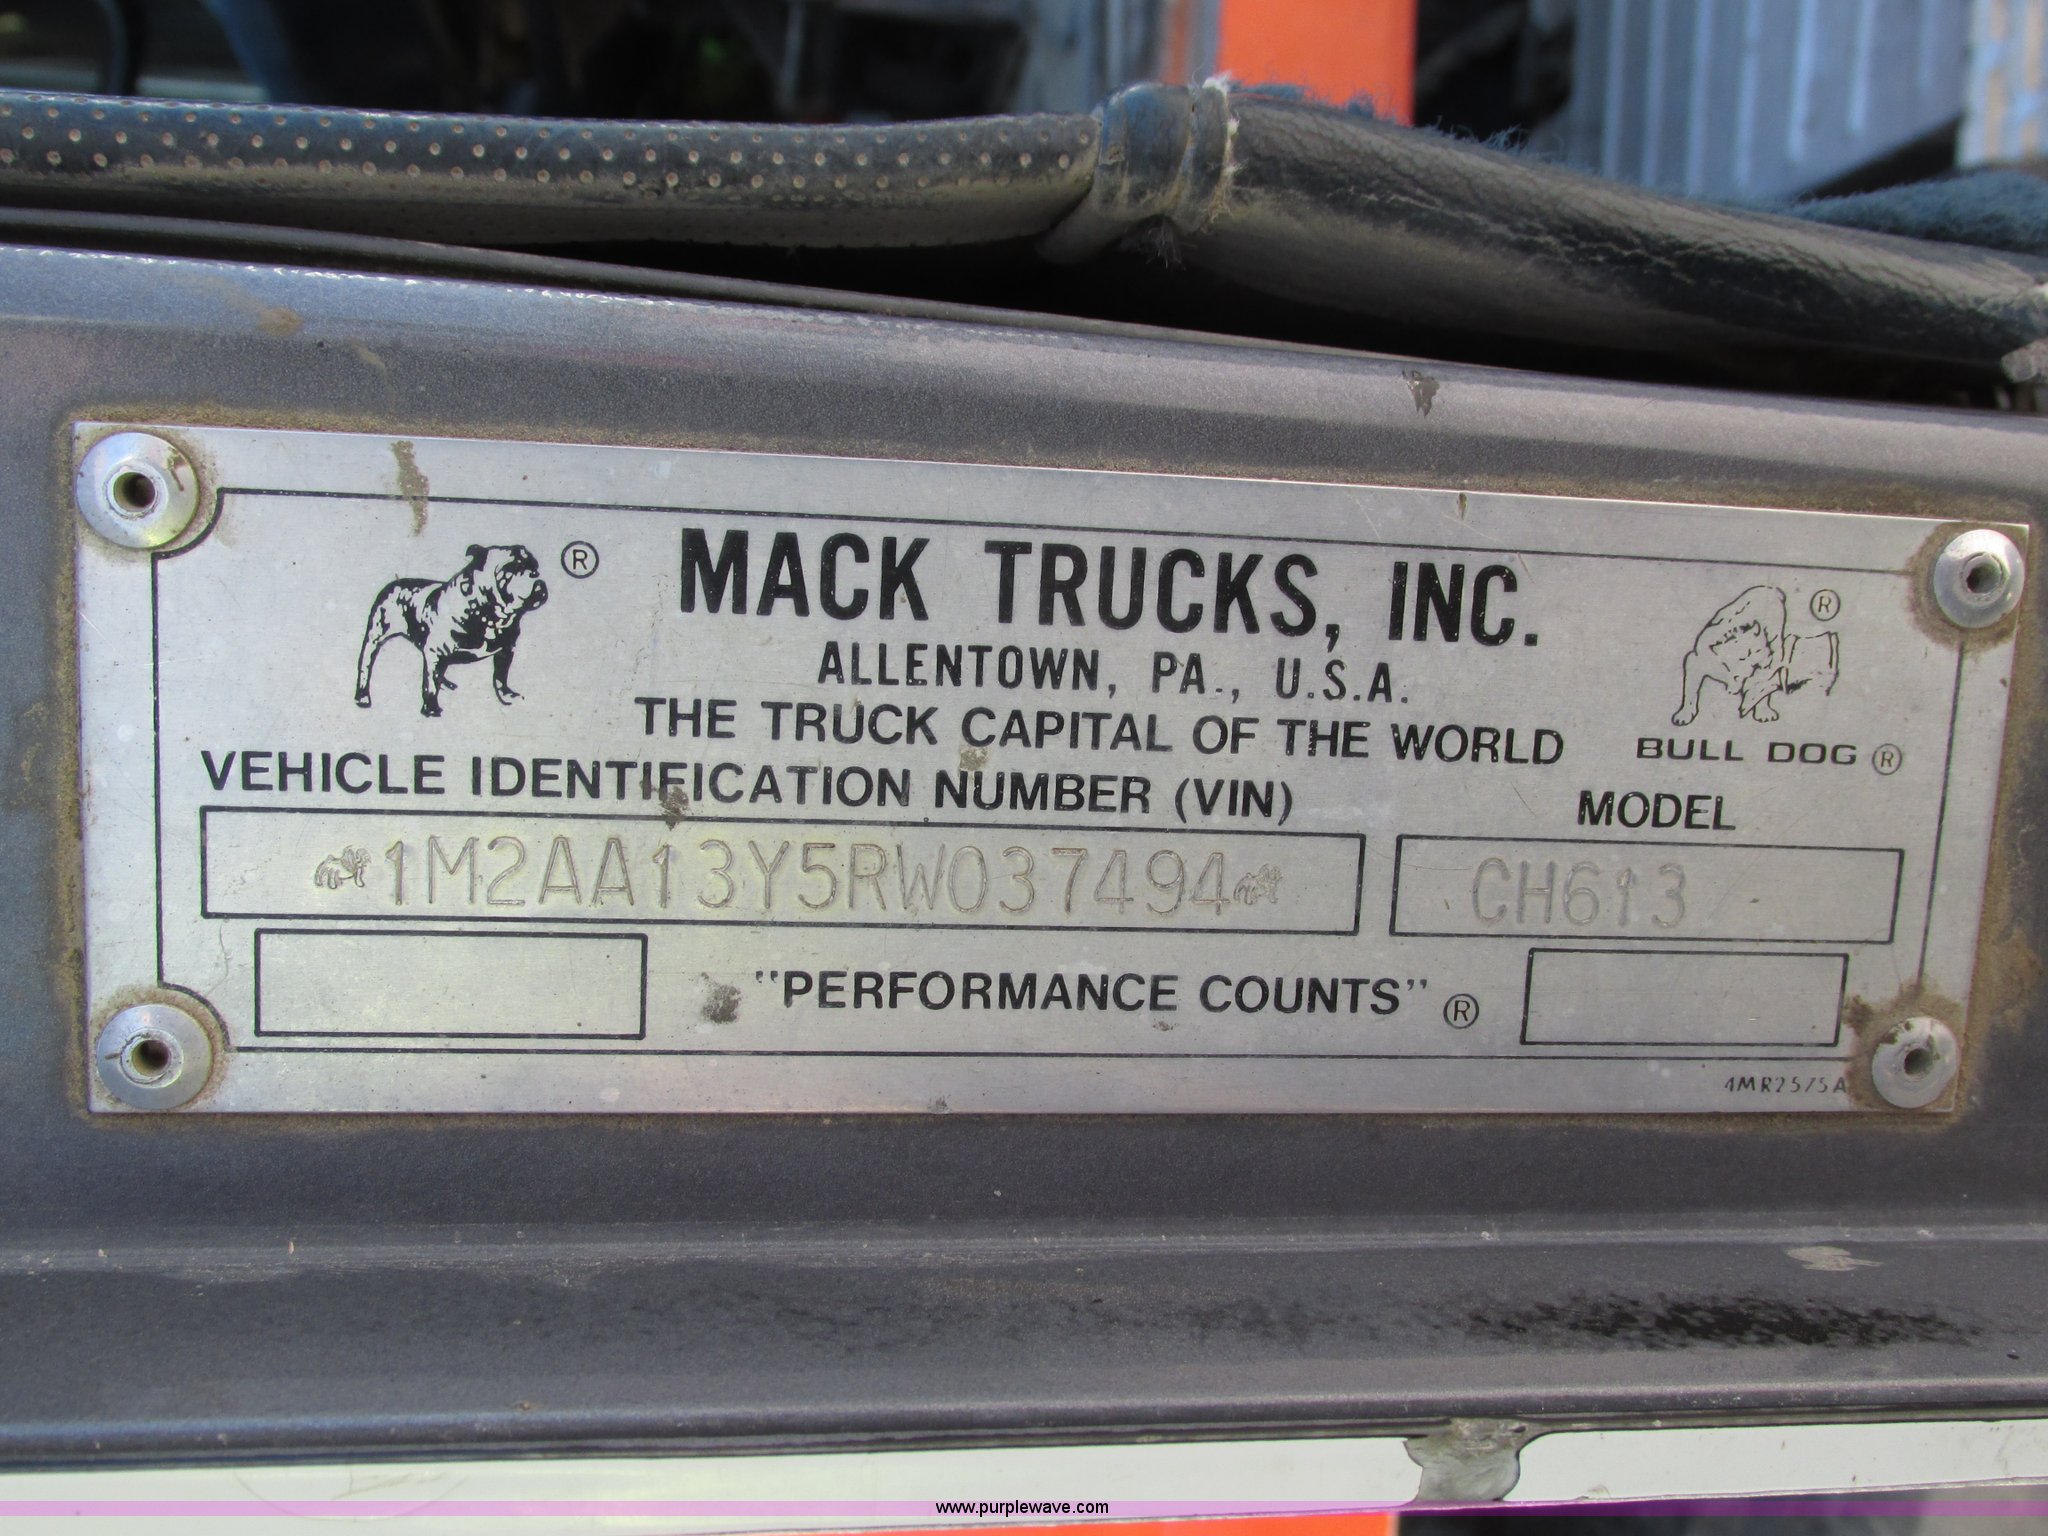 ® MACK TRUCKS, INC. ®
ALLENTOWN, PA., U.S.A.
THE TRUCK CAPITAL OF THE WORLD
BULL DOG ®
VEHICLE IDENTIFICATION NUMBER (VIN)
MODEL
1M2AA13Y5RW037494
CH613
"PERFORMANCE COUNTS" ®
4MR2575A
www.purplewave.com